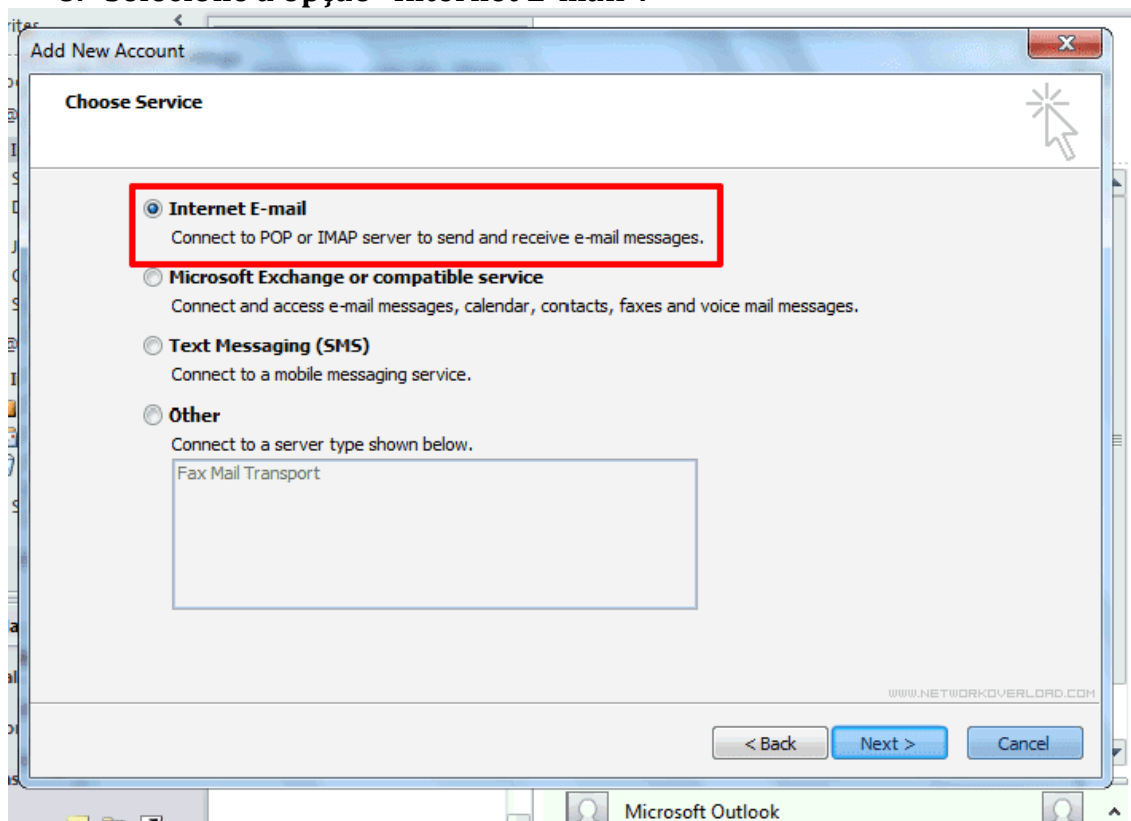 Add New Account
Choose Service
Internet E-mail
Connect to POP or IMAP server to send and receive e-mail messages.
Microsoft Exchange or compatible service
Connect and access e-mail messages, calendar, contacts, faxes and voice mail messages.
Text Messaging (SMS)
Connect to a mobile messaging service.
Other
Connect to a server type shown below.
Fax Mail Transport
WWW.NETWORKOVERLOAD.COM
< Back
Next >
Cancel
Microsoft Outlook